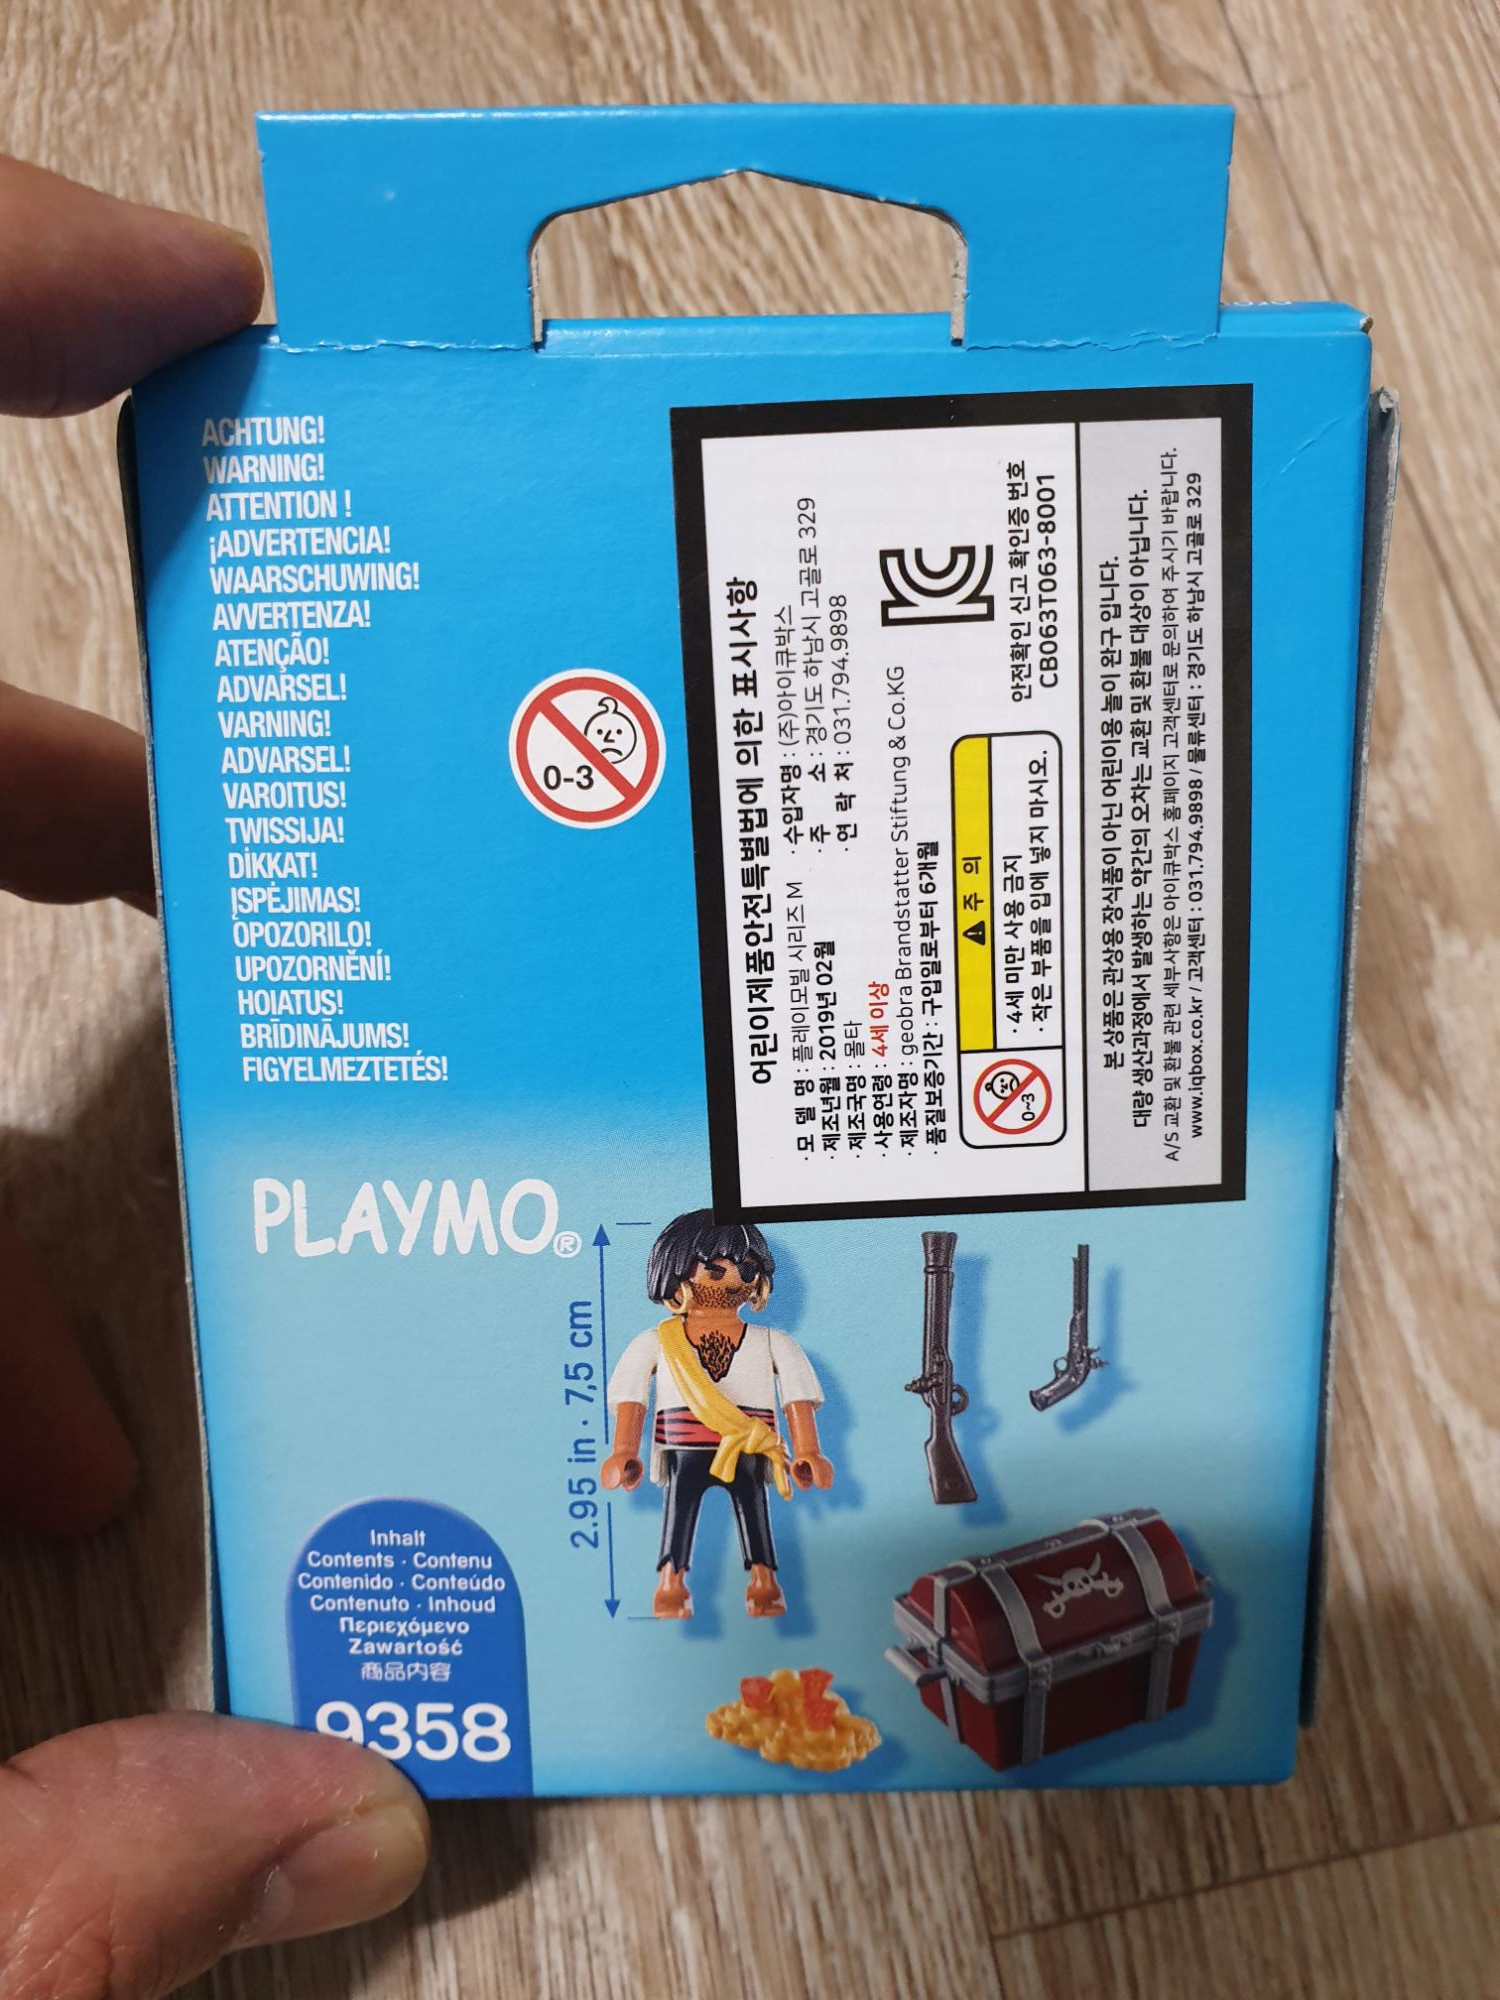 ACHTUNG!
WARNING!
ATTENTION !
¡ADVERTENCIA!
WAARSCHUWING!
AVVERTENZA!
ATENÇÃO!
ADVARSEL!
VARNING!
ADVARSEL!
VAROITUS!
TWISSIJA!
DİKKAT!
ĮSPĖJIMAS!
OPOZORILO!
UPOZORNĚNÍ!
HOIATUS!
BRĪDINĀJUMS!
FIGYELMEZTETÉS!
0-3
어린이제품안전특별법에 의한 표시사항
· 모 델 명 : 플레이모빌 시리즈 M
· 제조년월 : 2019년 02월
· 제조국명 : 몰타
· 사용연령 : 4세 이상
· 제조자명 : geobra Brandstatter Stiftung & Co.KG
· 품질보증기간 : 구입일로부터 6개월
· 수입자명 : (주)아이큐박스
· 주 소 : 경기도 하남시 고골로 329
· 연 락 처 : 031.794.9898
안전확인 신고 확인증 번호
CB063T063-8001
0~3
주 의
· 4세 미만 사용 금지
· 작은 부품을 입에 넣지 마시오.
본 상품은 관상용 장식품이 아닌 어린이용 놀이 완구 입니다.
대량 생산과정에서 발생하는 약간의 오차는 교환 및 환불 대상이 아닙니다.
A/S 교환 및 환불 관련 세부사항은 아이큐박스 홈페이지 고객센터로 문의하여 주시기 바랍니다.
www.iqbox.co.kr / 고객센터 : 031.794.9898 / 물류센터 : 경기도 하남시 고골로 329
PLAYMO®
2.95 in · 7,5 cm
Inhalt
Contents · Contenu
Contenido · Conteúdo
Contenuto · Inhoud
Περιεχόμενο
Zawartość
商品内容
9358